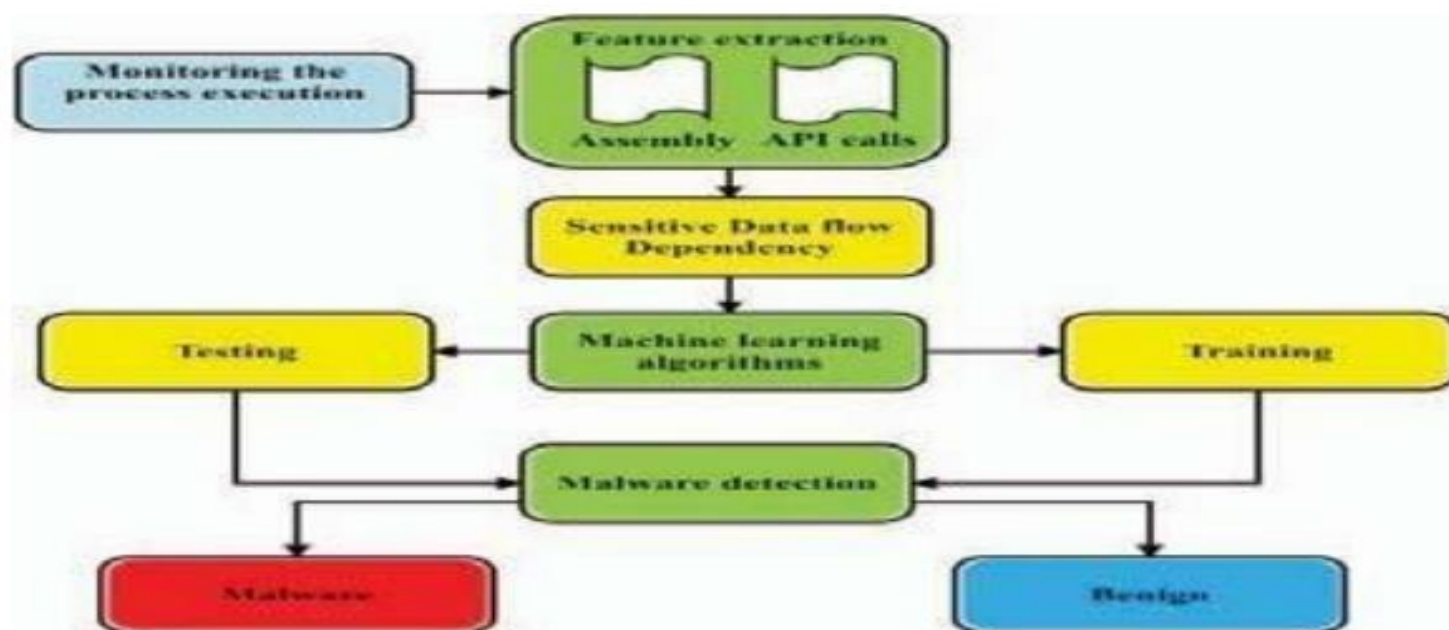 Feature extraction
Monitoring the
process execution
Assembly API calls
Sensitive Data flow
Dependency
Testing
Machine learning
algorithms
Training
Malware detection
Malware
Benign